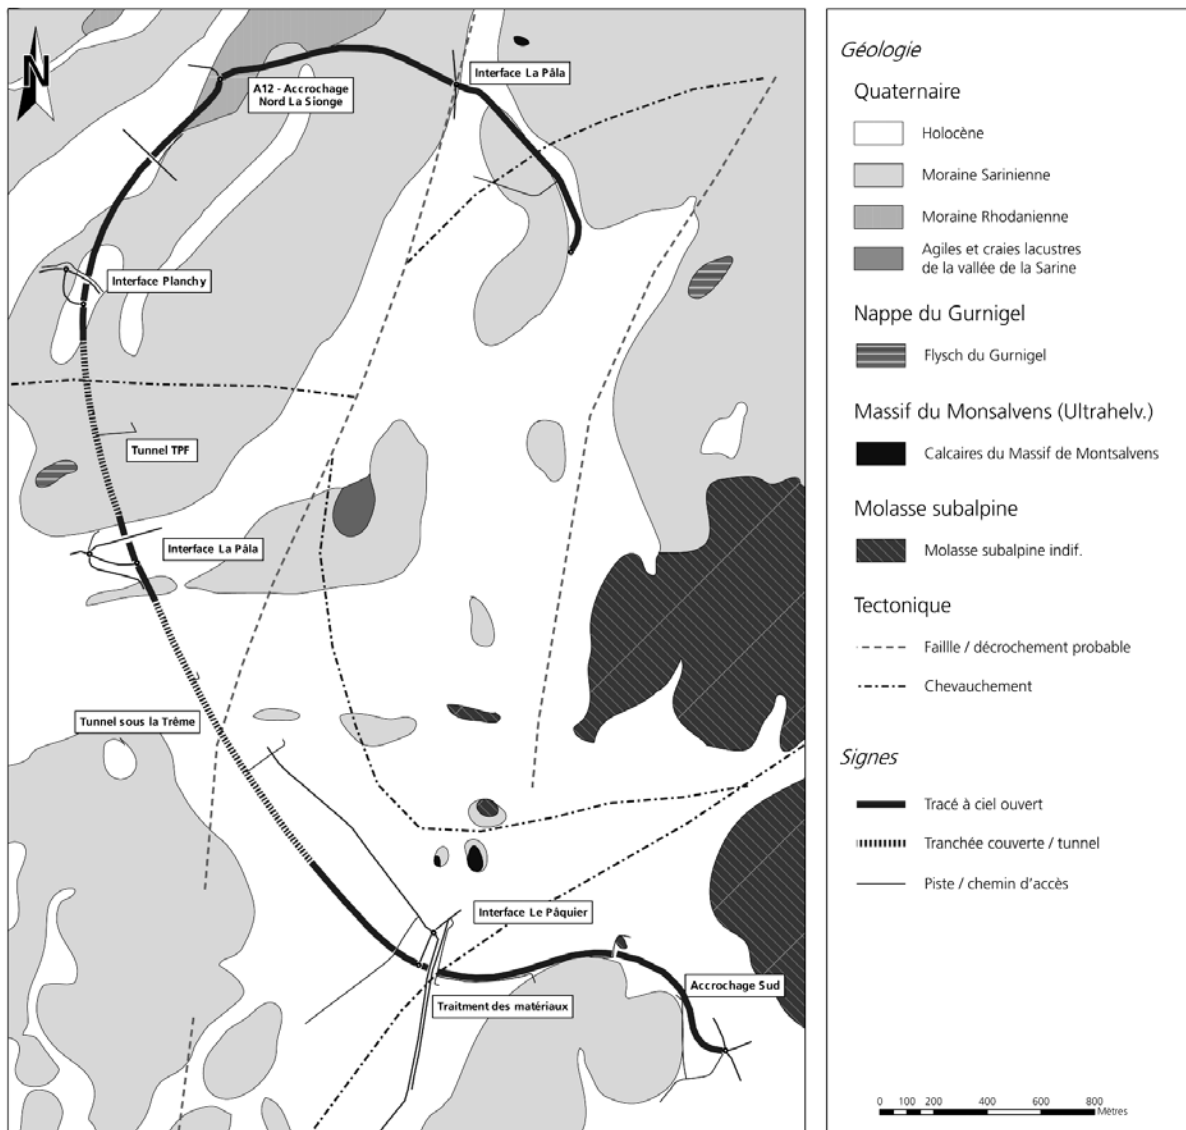 N
Interface La Pâla
A12 - Accrochage
Nord La Sionge
Interface Planchy
Tunnel TPF
Interface La Pâla
Tunnel sous la Trême
Interface Le Pâquier
Traitment des matériaux
Accrochage Sud
Géologie
Quaternaire
Holocène
Moraine Sarinienne
Moraine Rhodanienne
Agiles et craies lacustres
de la vallée de la Sarine
Nappe du Gurnigel
Flysch du Gurnigel
Massif du Monsalvens (Ultrahelv.)
Calcaires du Massif de Montsalvens
Molasse subalpine
Molasse subalpine indif.
Tectonique
Faillle / décrochement probable
Chevauchement
Signes
Tracé à ciel ouvert
Tranchée couverte / tunnel
Piste / chemin d'accès
0 100 200 400 600 800
Mètres